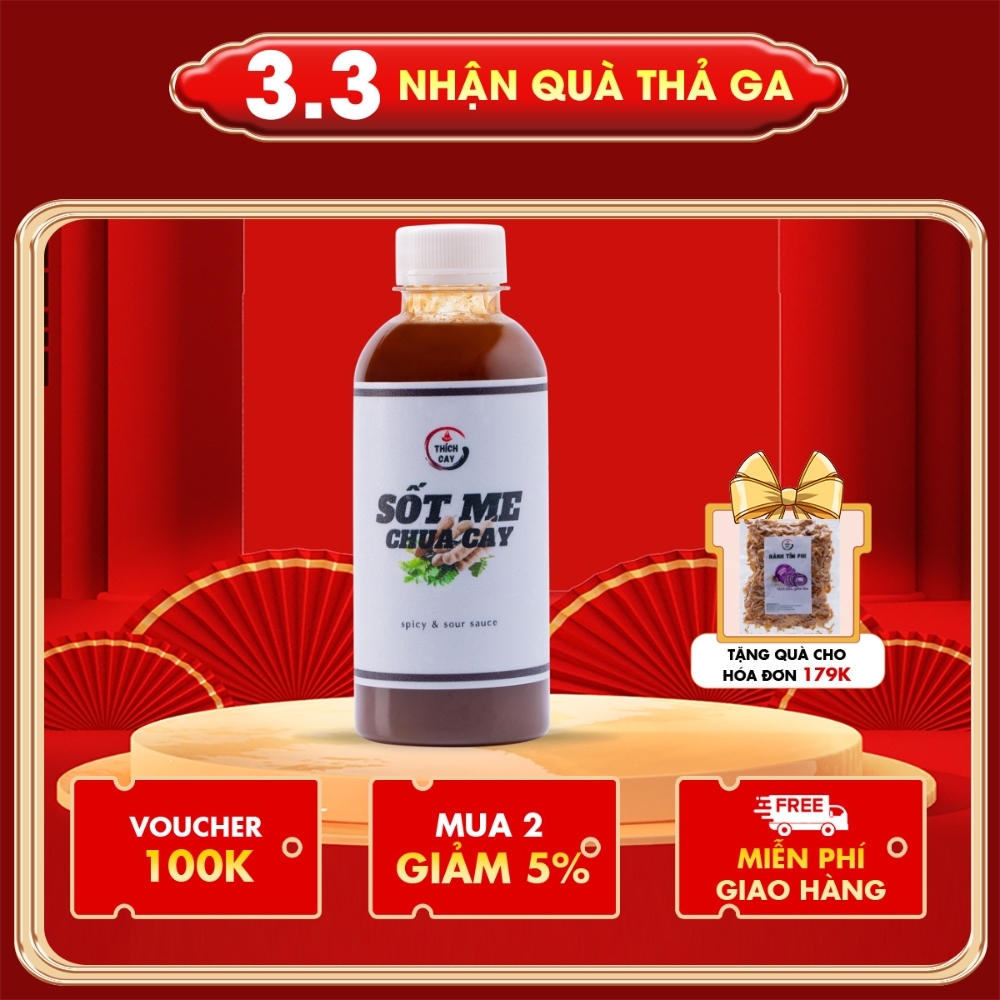 3.3 NHẬN QUÀ THẢ GA
THÍCH
CAY
SỐT ME
CHUA CAY
spicy & sour sauce
HÀNH TÍM PHI
TẶNG QUÀ CHO
HÓA ĐƠN 179K
VOUCHER
100K
MUA 2
GIẢM 5%
FREE
MIỄN PHÍ
GIAO HÀNG